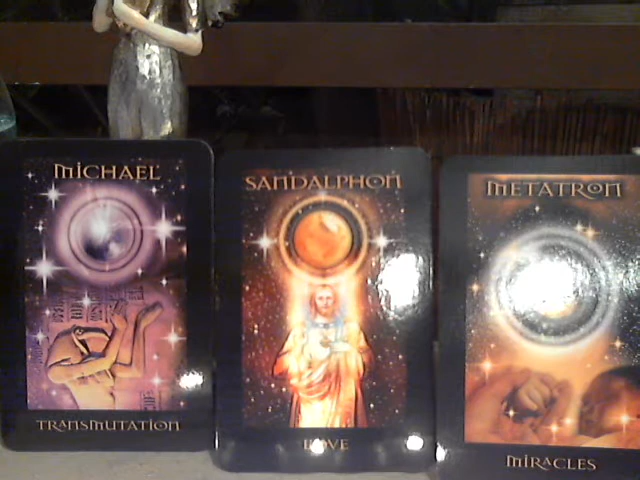 MICHAEL
TRANSMUTATION
SANDALPHON
LOVE
METATRON
MIRACLES